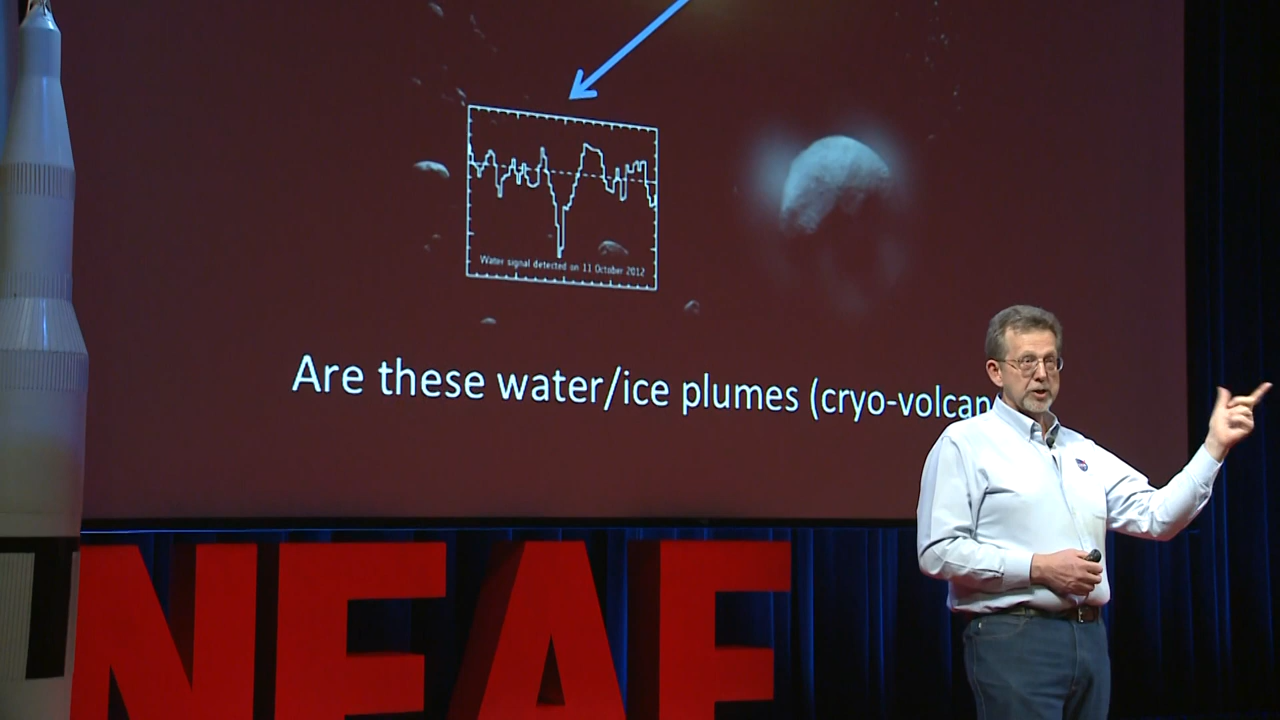 Water signal detected on 11 October 2012
Are these water/ice plumes (cryo-volcan
NEAF